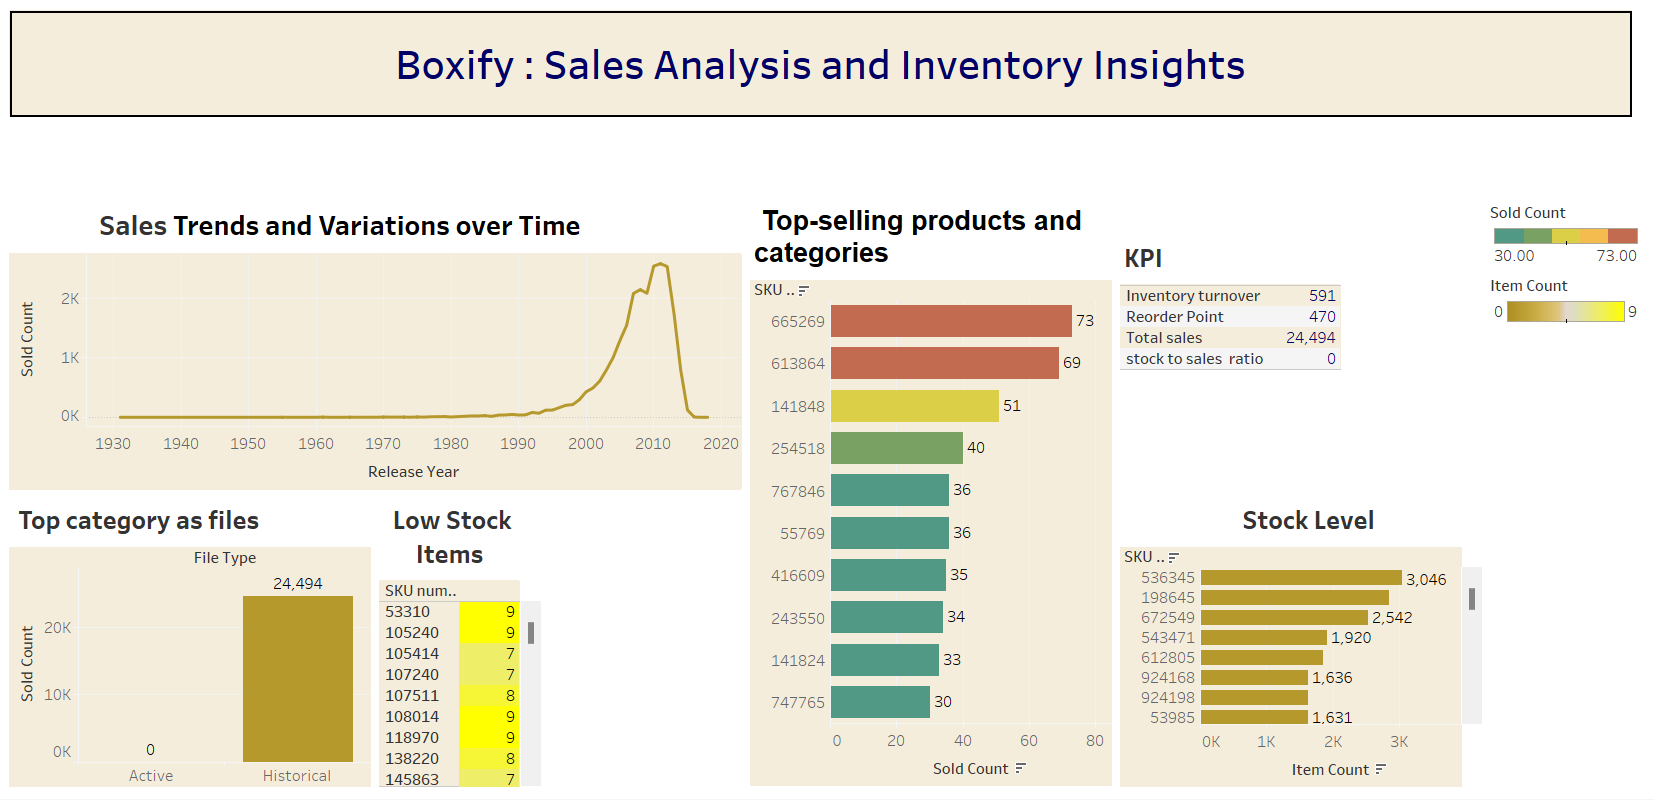 Boxify : Sales Analysis and Inventory Insights
Sales Trends and Variations over Time
Sold Count
2K
1K
0K
1930 1940 1950 1960 1970 1980 1990 2000 2010 2020
Release Year
Top category as files
File Type
Sold Count
20K
10K
0K
24,494
0
Active Historical
Low Stock
Items
SKU num..
53310 9
105240 9
105414 7
107240 7
107511 8
108014 9
118970 9
138220 8
145863 7
Top-selling products and
categories
SKU ..
665269 73
613864 69
141848 51
254518 40
767846 36
55769 36
416609 35
243550 34
141824 33
747765 30
0 20 40 60 80
Sold Count
KPI
Inventory turnover 591
Reorder Point 470
Total sales 24,494
stock to sales ratio 0
Stock Level
SKU ..
536345 3,046
198645
672549 2,542
543471 1,920
612805
924168 1,636
924198
53985 1,631
0K 1K 2K 3K
Item Count
Sold Count
30.00 73.00
Item Count
0 9